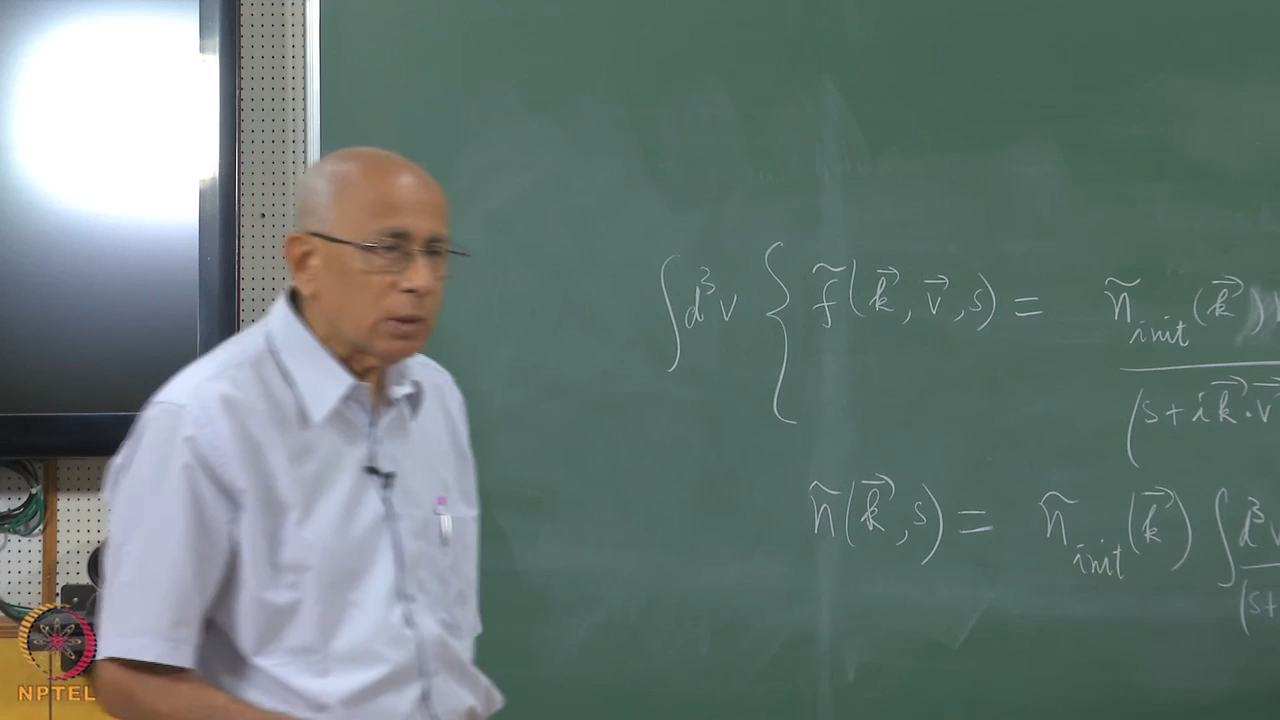 ∫d³v { f̃(k⃗, v⃗, s) = ñ_init(k⃗)
(s + ik⃗·v⃗
ñ(k⃗, s) = ñ_init(k⃗) ∫ d³v
(s+
NPTEL